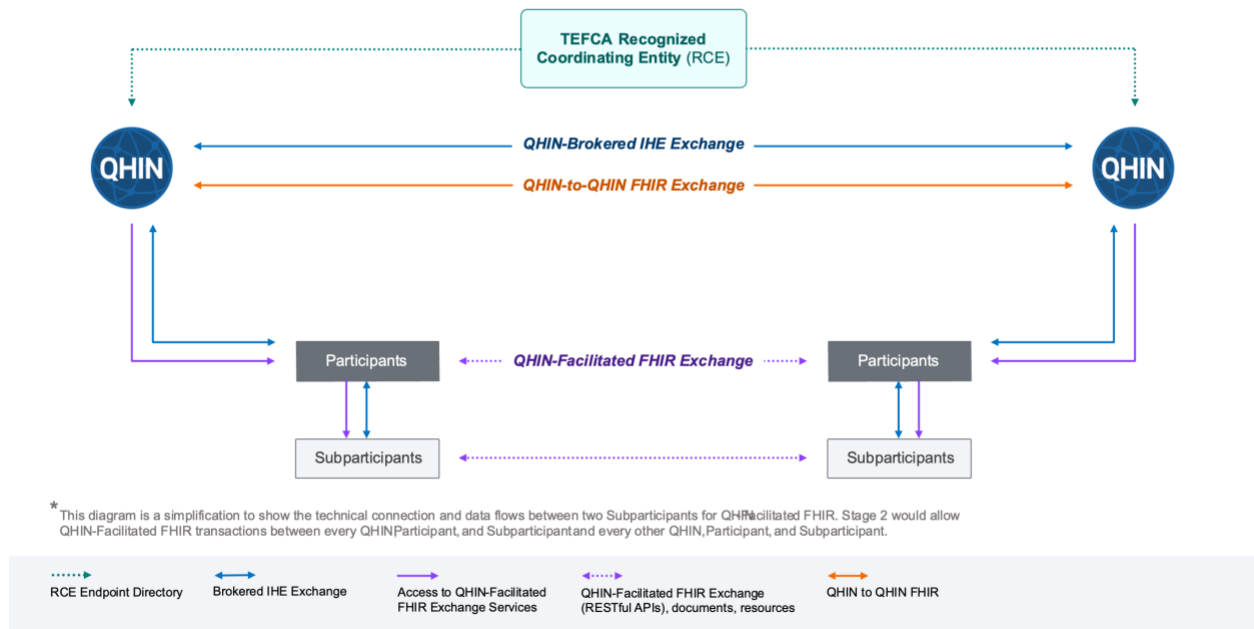 TEFCA Recognized
Coordinating Entity (RCE)
QHIN
QHIN-Brokered IHE Exchange
QHIN
QHIN-to-QHIN FHIR Exchange
Participants
QHIN-Facilitated FHIR Exchange
Participants
Subparticipants
Subparticipants
*This diagram is a simplification to show the technical connection and data flows between two Subparticipants for QHIN-Facilitated FHIR. Stage 2 would allow
QHIN-Facilitated FHIR transactions between every QHIN, Participant, and Subparticipant and every other QHIN, Participant, and Subparticipant.
RCE Endpoint Directory
Brokered IHE Exchange
Access to QHIN-Facilitated
FHIR Exchange Services
QHIN-Facilitated FHIR Exchange
(RESTful APIs), documents, resources
QHIN to QHIN FHIR